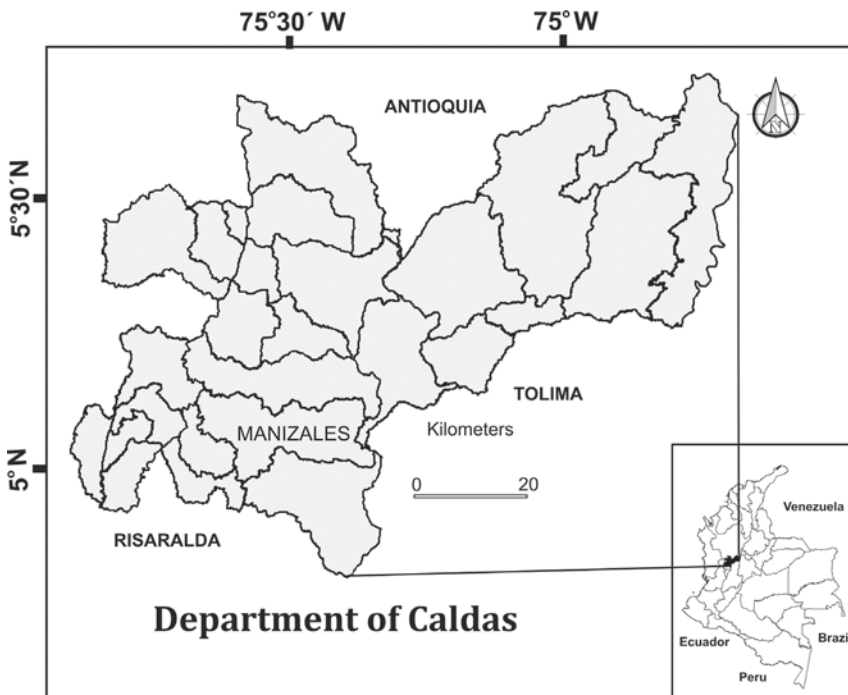 75°30´ W
75°W
ANTIOQUIA
N
5°30´N
TOLIMA
MANIZALES
Kilometers
5°N
0 20
RISARALDA
Venezuela
Department of Caldas
Ecuador
Brazi
Peru